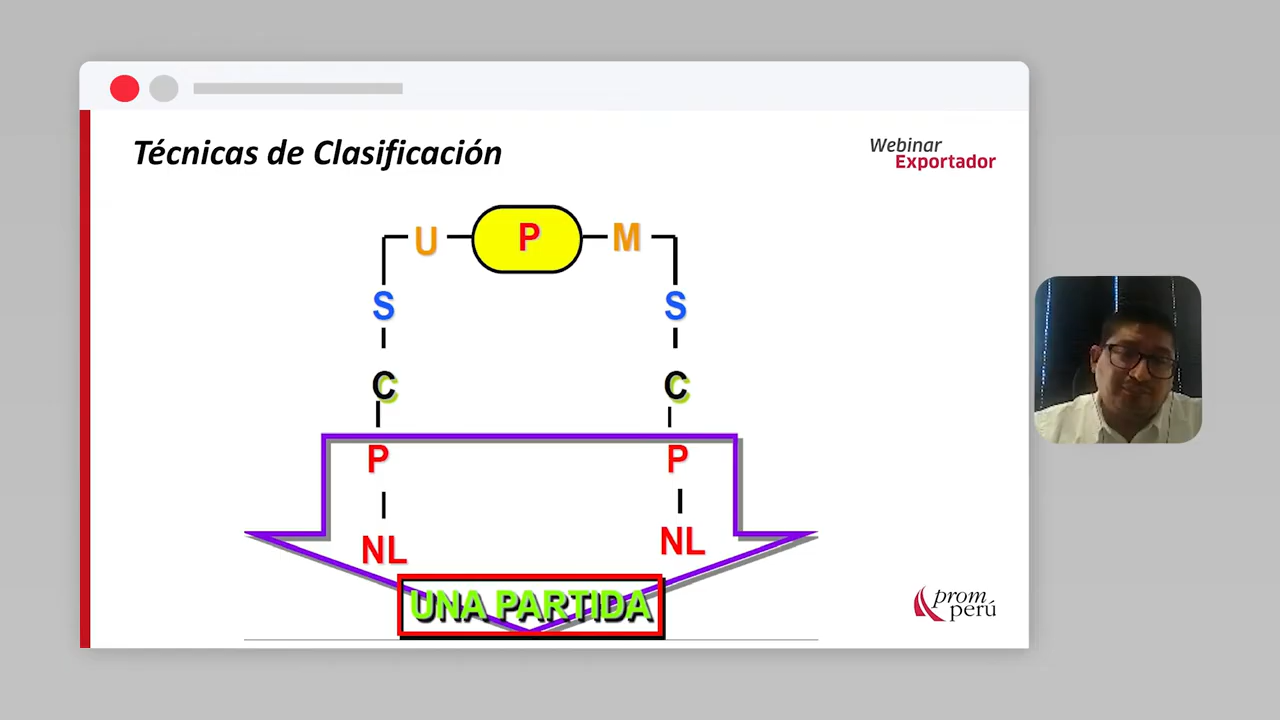 Técnicas de Clasificación
Webinar
Exportador
U P M
S S
C C
P P
NL NL
UNA PARTIDA
prom
perú